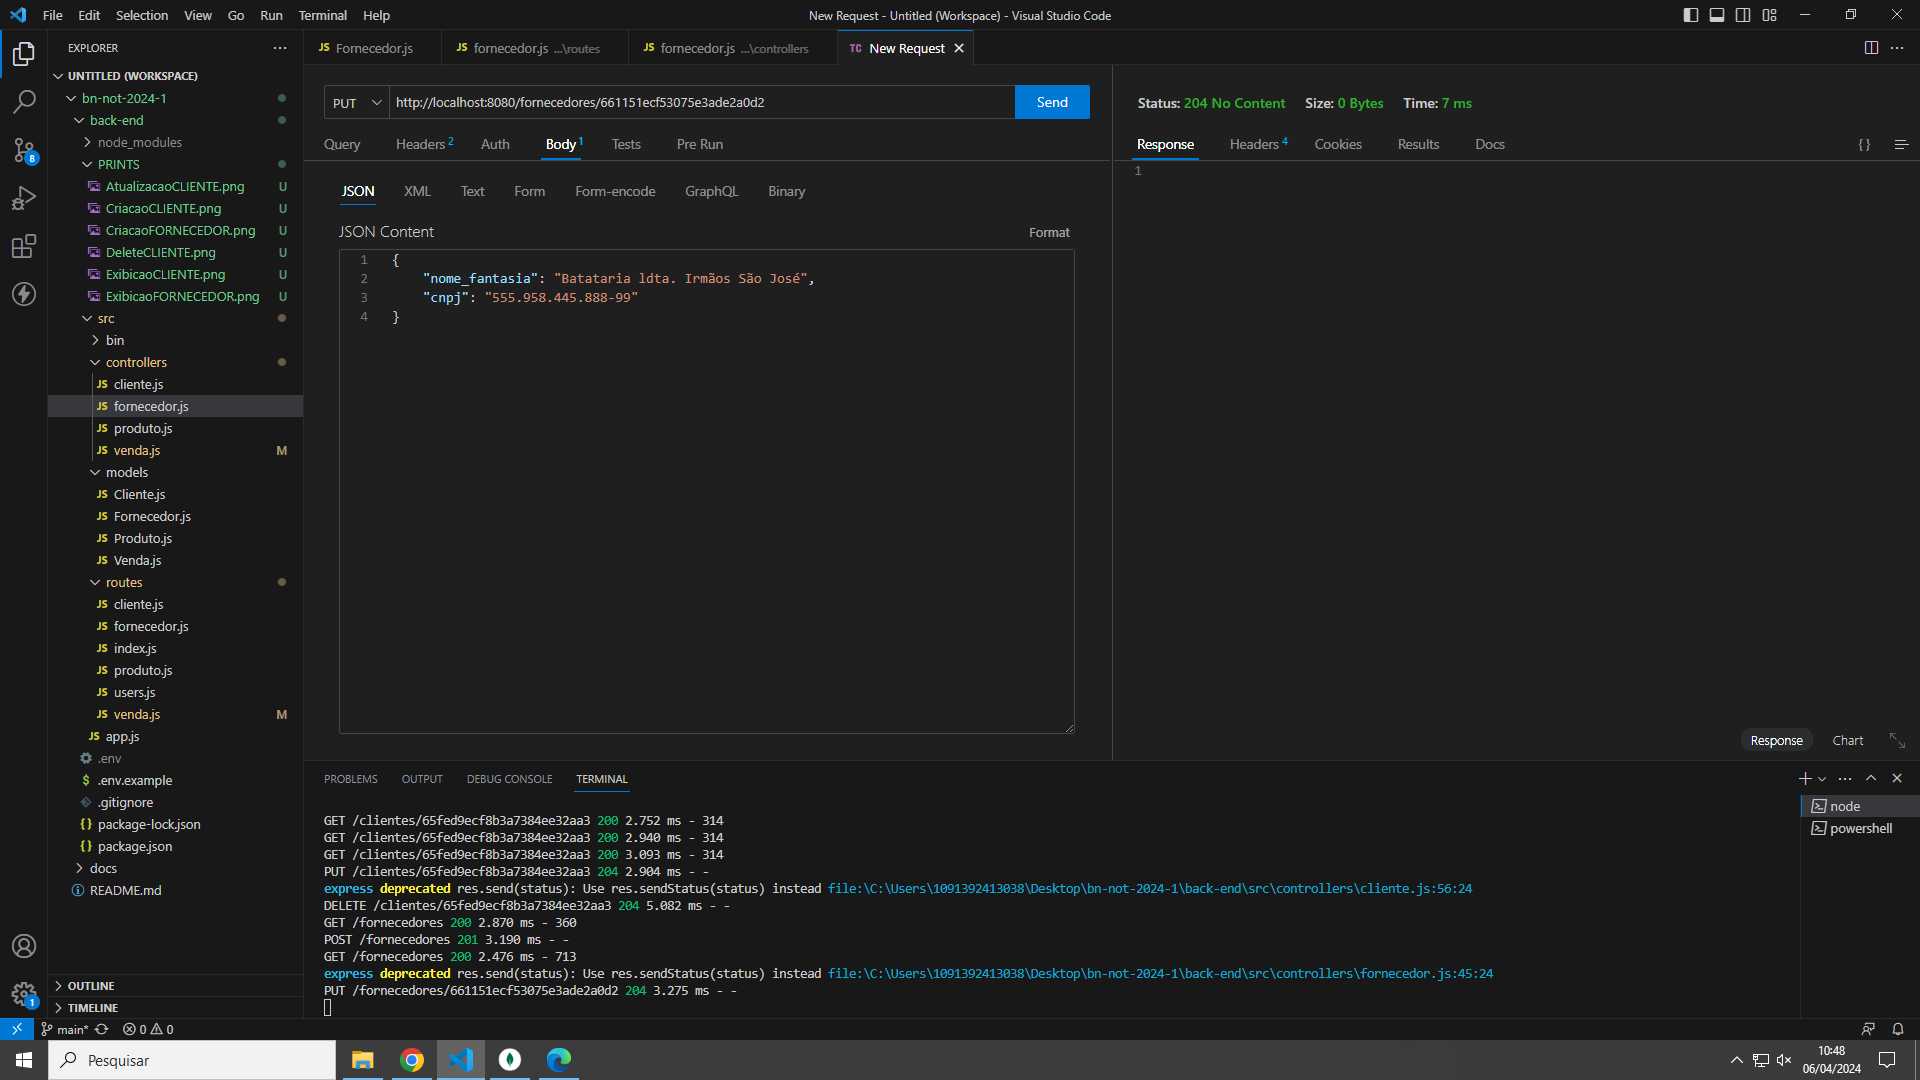 File Edit Selection View Go Run Terminal Help
New Request - Untitled (Workspace) - Visual Studio Code
EXPLORER
UNTITLED (WORKSPACE)
bn-not-2024-1
back-end
node_modules
PRINTS
AtualizacaoCLIENTE.png U
CriacaoCLIENTE.png U
CriacaoFORNECEDOR.png U
DeleteCLIENTE.png U
ExibicaoCLIENTE.png U
ExibicaoFORNECEDOR.png U
src
bin
controllers
JS cliente.js
JS fornecedor.js
JS produto.js
JS venda.js M
models
JS Cliente.js
JS Fornecedor.js
JS Produto.js
JS Venda.js
routes
JS cliente.js
JS fornecedor.js
JS index.js
JS produto.js
JS users.js
JS venda.js M
JS app.js
.env
$ .env.example
.gitignore
{} package-lock.json
{} package.json
docs
README.md
OUTLINE
TIMELINE
8
1
JS Fornecedor.js
JS fornecedor.js ...\routes
JS fornecedor.js ...\controllers
TC New Request
PUT http://localhost:8080/fornecedores/661151ecf53075e3ade2a0d2 Send
Query Headers 2 Auth Body 1 Tests Pre Run
JSON XML Text Form Form-encode GraphQL Binary
JSON Content Format
1 {
2 "nome_fantasia": "Batataria ldta. Irmãos São José",
3 "cnpj": "555.958.445.888-99"
4 }
Status: 204 No Content Size: 0 Bytes Time: 7 ms
Response Headers 4 Cookies Results Docs {}
1
Response Chart
PROBLEMS OUTPUT DEBUG CONSOLE TERMINAL
GET /clientes/65fed9ecf8b3a7384ee32aa3 200 2.752 ms - 314
GET /clientes/65fed9ecf8b3a7384ee32aa3 200 2.940 ms - 314
GET /clientes/65fed9ecf8b3a7384ee32aa3 200 3.093 ms - 314
PUT /clientes/65fed9ecf8b3a7384ee32aa3 204 2.904 ms - -
express deprecated res.send(status): Use res.sendStatus(status) instead file:\C:\Users\1091392413038\Desktop\bn-not-2024-1\back-end\src\controllers\cliente.js:56:24
DELETE /clientes/65fed9ecf8b3a7384ee32aa3 204 5.082 ms - -
GET /fornecedores 200 2.870 ms - 360
POST /fornecedores 201 3.190 ms - -
GET /fornecedores 200 2.476 ms - 713
express deprecated res.send(status): Use res.sendStatus(status) instead file:\C:\Users\1091392413038\Desktop\bn-not-2024-1\back-end\src\controllers\fornecedor.js:45:24
PUT /fornecedores/661151ecf53075e3ade2a0d2 204 3.275 ms - -
node
powershell
main* 0 0
Pesquisar
10:48
06/04/2024